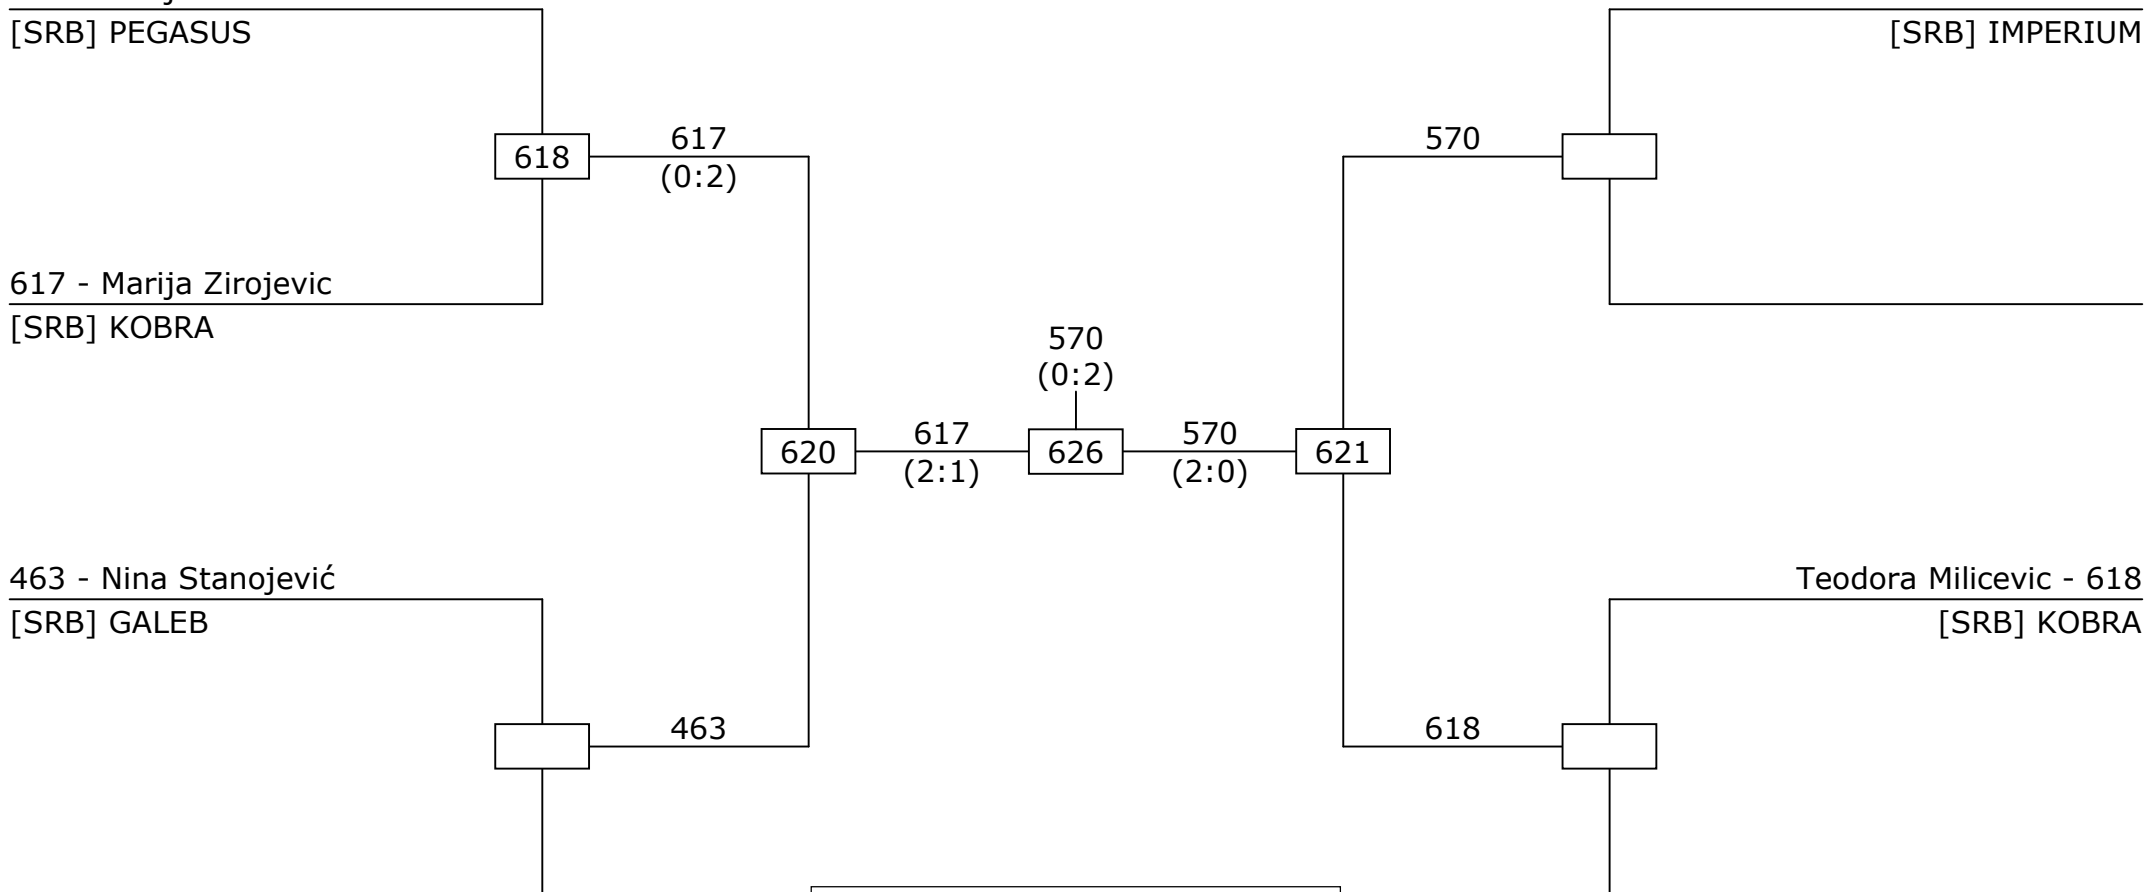 [SRB] PEGASUS
[SRB] IMPERIUM
618
617
(0:2)
570
617 - Marija Zirojevic
[SRB] KOBRA
570
(0:2)
620
617
(2:1)
626
570
(2:0)
621
463 - Nina Stanojević
[SRB] GALEB
Teodora Milicevic - 618
[SRB] KOBRA
463
618